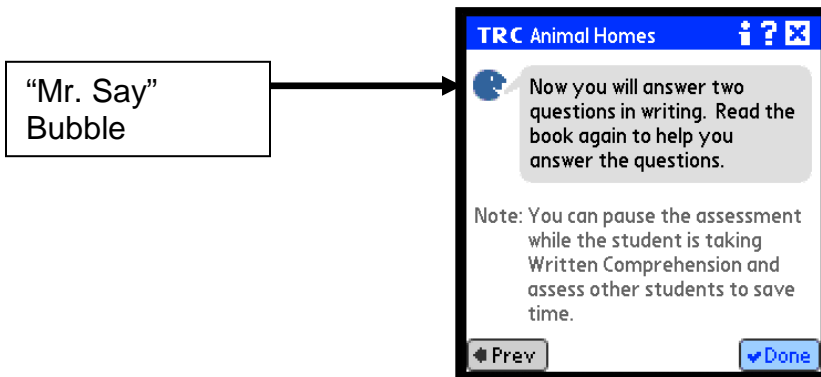 “Mr. Say”
Bubble
TRC Animal Homes i ?
Now you will answer two
questions in writing. Read the
book again to help you
answer the questions.
Note: You can pause the assessment
while the student is taking
Written Comprehension and
assess other students to save
time.
Prev
Done